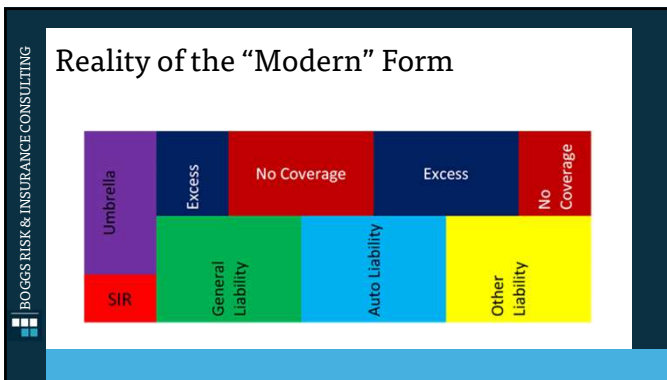 BOGGS RISK & INSURANCE CONSULTING
Reality of the “Modern” Form
Umbrella
SIR
Excess
No Coverage
Excess
No
Coverage
General
Liability
Auto Liability
Other
Liability